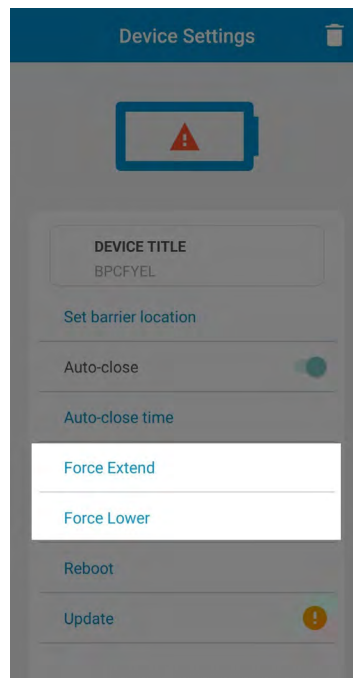 Device Settings
DEVICE TITLE
BPCFYEL
Set barrier location
Auto-close
Auto-close time
Force Extend
Force Lower
Reboot
Update